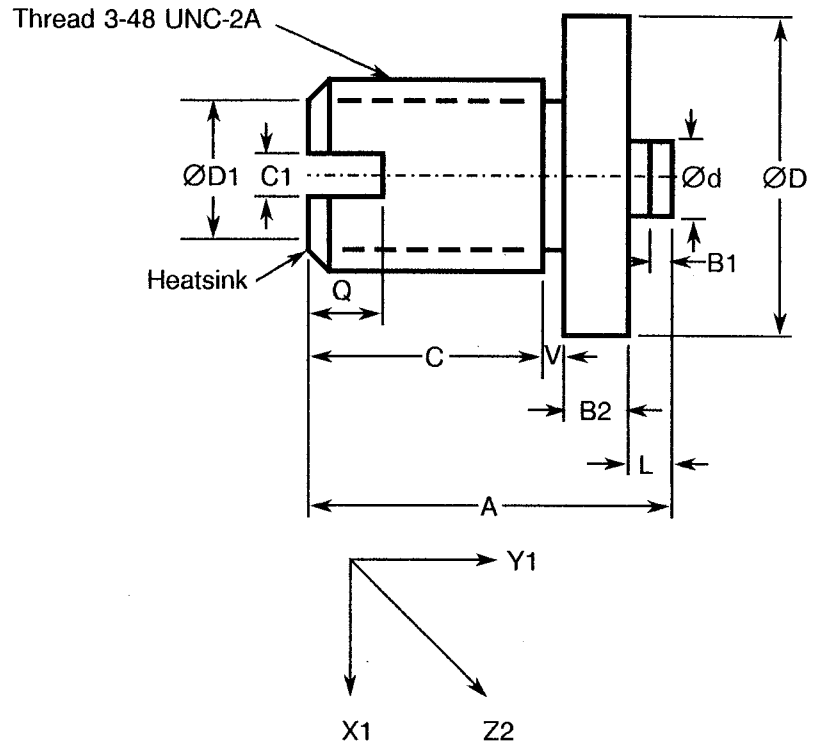 Thread 3-48 UNC-2A
ØD1
C1
Ød
ØD
B1
Heatsink
Q
C
V
B2
L
A
Y1
X1
Z2